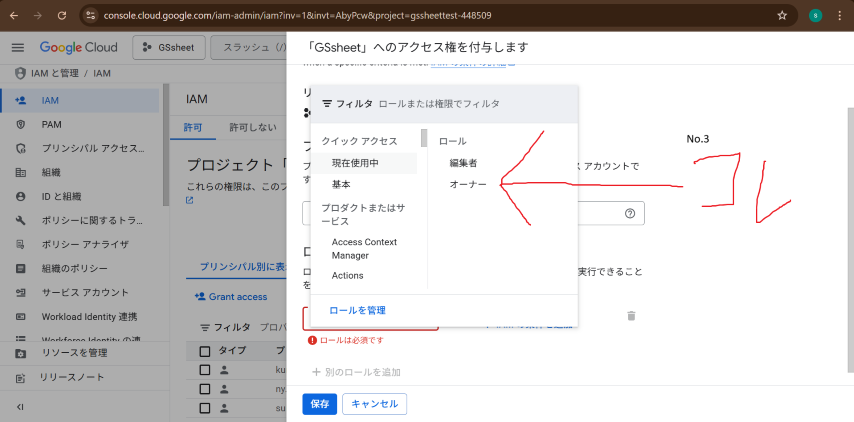 console.cloud.google.com/iam-admin/iam?inv=1&invt=AbyPcw&project=gssheettest-448509
S
Google Cloud
GSsheet
スラッシュ (/)
IAM と管理 / IAM
IAM
PAM
プリンシパル アクセス...
組織
ID と組織
ポリシーに関するトラ...
ポリシー アナライザ
組織のポリシー
サービス アカウント
Workload Identity 連携
リソースを管理
リリースノート
IAM
許可
許可しない
プロジェクト「
これらの権限は、このフ
プリンシパル別に表
Grant access
フィルタ プロパ
タイプ
プ
ku
ny.
su
「GSsheet」へのアクセス権を付与します
フィルタ ロールまたは権限でフィルタ
クイック アクセス
現在使用中
基本
プロダクトまたはサ
ービス
Access Context
Manager
Actions
ロール
編集者
オーナー
ロールを管理
ス アカウントで
す
実行できること
を
ロールは必須です
別のロールを追加
保存
キャンセル
No.3
コレ